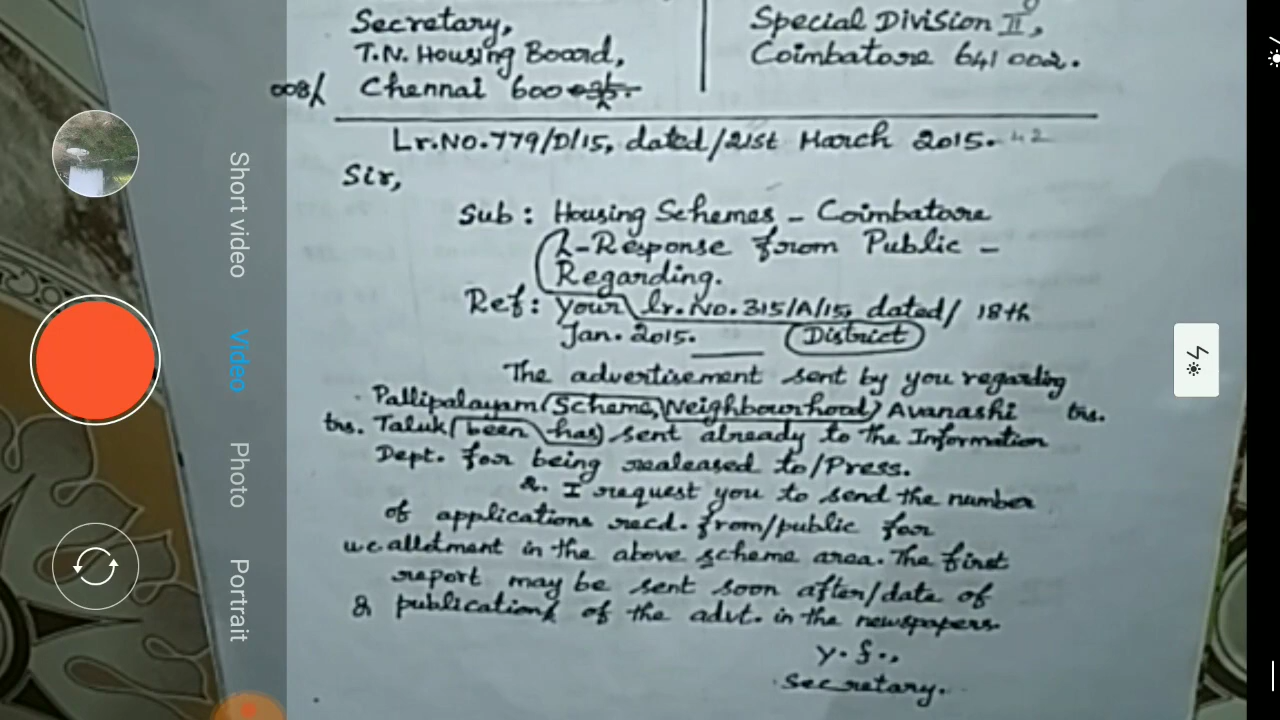 Secretary,
T.N. Housing Board,
008/ Chennai 600
Special Division II,
Coimbatore 641 002.
Lr.No.779/D/15, dated/21st March 2015. 42
Sir,
Sub: Housing Schemes - Coimbatore
-Response from Public -
Regarding.
Ref: your lr.No.315/A/15, dated/ 18th
Jan. 2015. District
The advertisement sent by you regarding
Pallipalayam Scheme, Neighbourhood, Avanashi trs.
trs. Taluk been has sent already to the Information
Dept. for being realeased to/Press.
2. I request you to send the number
of applications recd. from/public for
uc allotment in the above scheme area. The first
report may be sent soon after/date of
& publication of the advt. in the newspapers.
y. f.,
Secretary.
Short video
Video
Photo
Portrait